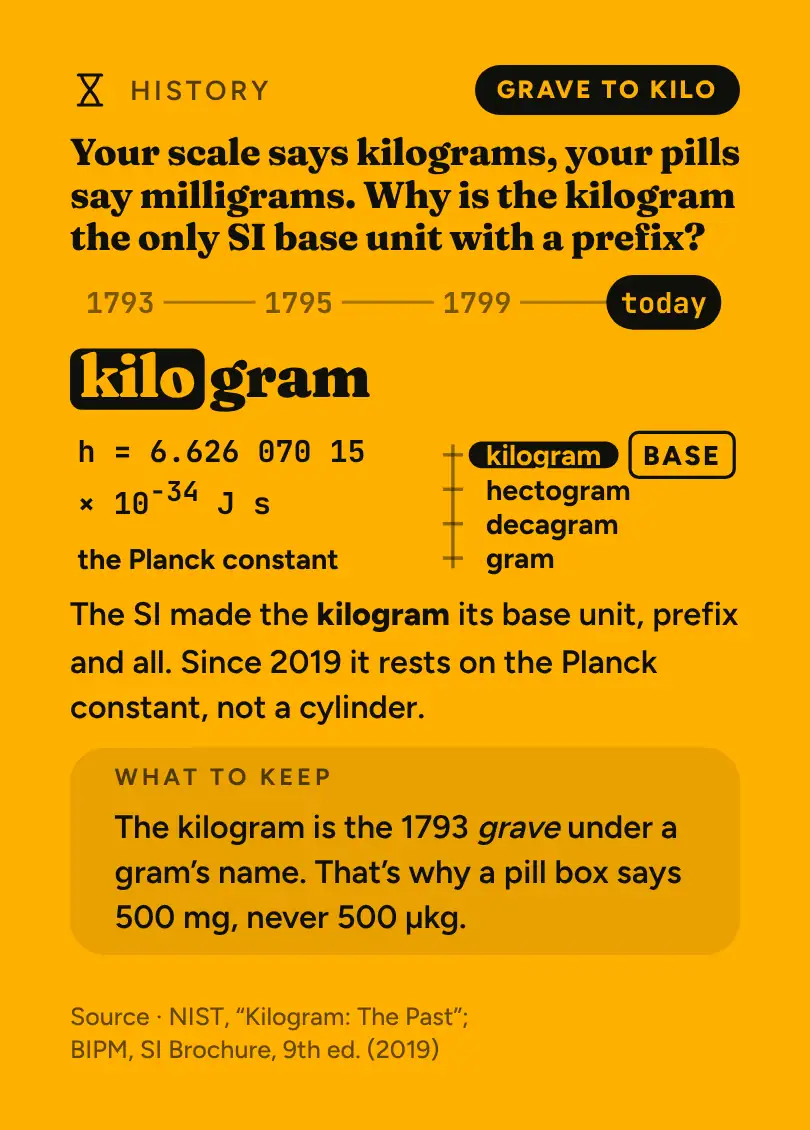 HISTORY
GRAVE TO KILO
Your scale says kilograms, your pills
say milligrams. Why is the kilogram
the only SI base unit with a prefix?
1793 1795 1799 today
kilogram
h = 6.626 070 15
× 10⁻³⁴ J s
the Planck constant
kilogram BASE
hectogram
decagram
gram
The SI made the kilogram its base unit, prefix
and all. Since 2019 it rests on the Planck
constant, not a cylinder.
WHAT TO KEEP
The kilogram is the 1793 grave under a
gram’s name. That’s why a pill box says
500 mg, never 500 µkg.
Source · NIST, “Kilogram: The Past”;
BIPM, SI Brochure, 9th ed. (2019)